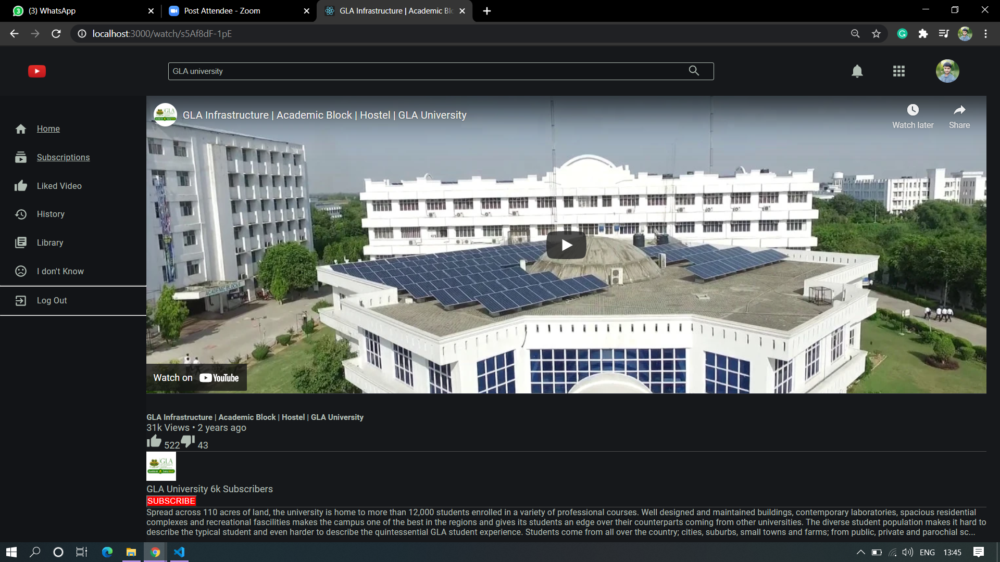 3 (3) WhatsApp
Post Attendee - Zoom
GLA Infrastructure | Academic Blo
localhost:3000/watch/s5Af8dF-1pE
GLA university
GLA Infrastructure | Academic Block | Hostel | GLA University
Watch later
Share
Home
Subscriptions
Liked Video
History
Library
I don't Know
Log Out
ACADEMIC BLOCK
Watch on YouTube
GLA Infrastructure | Academic Block | Hostel | GLA University
31k Views • 2 years ago
522 43
GLA
GLA University 6k Subscribers
SUBSCRIBE
Spread across 110 acres of land, the university is home to more than 12,000 students enrolled in a variety of professional courses. Well designed and maintained buildings, contemporary laboratories, spacious residential
complexes and recreational fascilities makes the campus one of the best in the regions and gives its students an edge over their counterparts coming from other universities. The diverse student population makes it hard to
describe the typical student and even harder to describe the quintessential GLA student experience. Students come from all over the country; cities, suburbs, small towns and farms; from public, private and parochial sc...
ENG 13:45